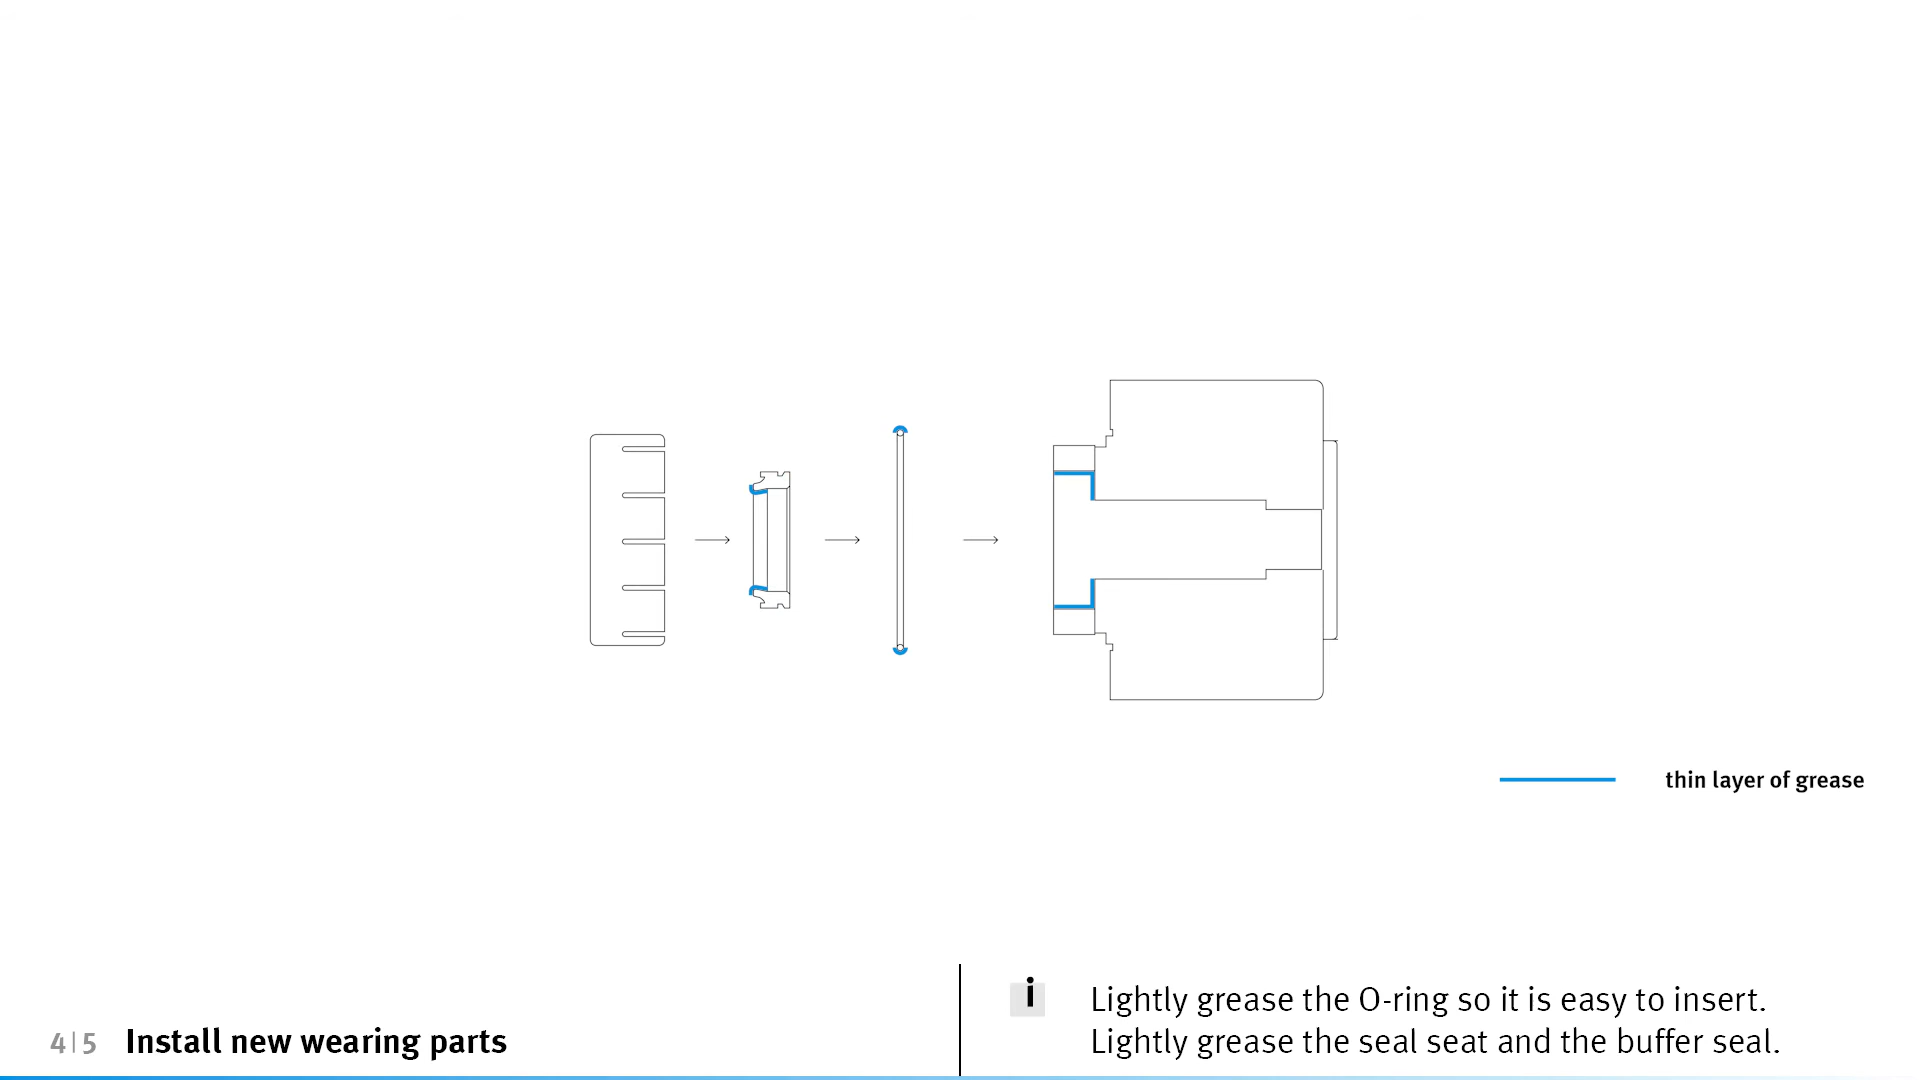 thin layer of grease
4|5 Install new wearing parts
i
Lightly grease the O-ring so it is easy to insert.
Lightly grease the seal seat and the buffer seal.